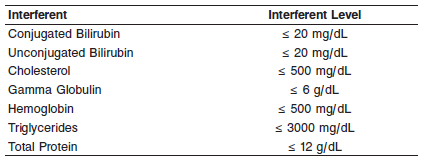 Interferent Interferent Level
Conjugated Bilirubin ≤ 20 mg/dL
Unconjugated Bilirubin ≤ 20 mg/dL
Cholesterol ≤ 500 mg/dL
Gamma Globulin ≤ 6 g/dL
Hemoglobin ≤ 500 mg/dL
Triglycerides ≤ 3000 mg/dL
Total Protein ≤ 12 g/dL